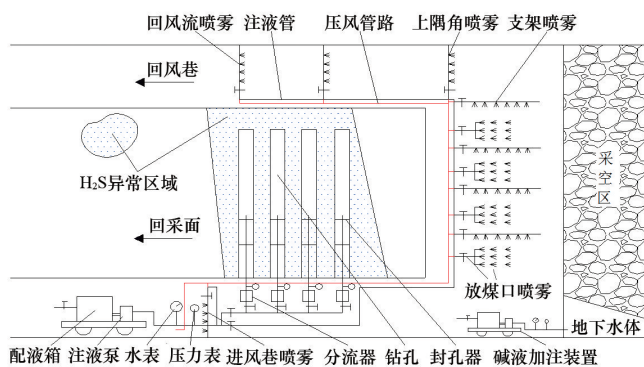 回风流喷雾 注液管 压风管路 上隅角喷雾 支架喷雾
回风巷
采空区
H₂S异常区域
回采面
放煤口喷雾
地下水体
配液箱 注液泵 水表 压力表 进风巷喷雾 分流器 钻孔 封孔器 碱液加注装置